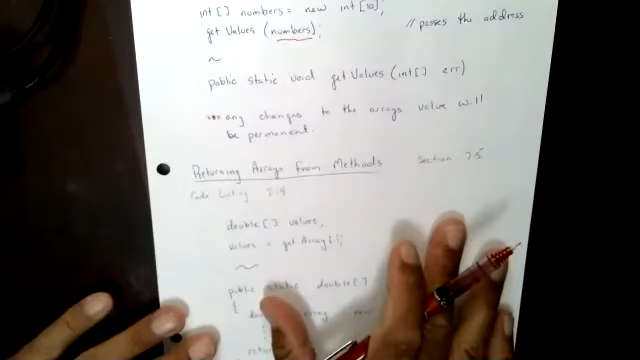 int[] numbers = new int[10];
getValues (numbers); // passes the address
~
public static void getValues (int[] arr)
*** any changes to the arrays value will
be permanent.
Returning Arrays from Methods Section 7.5
Code Listing 7-9
double[] values;
values = getArray();
~
public static double[]
{
array